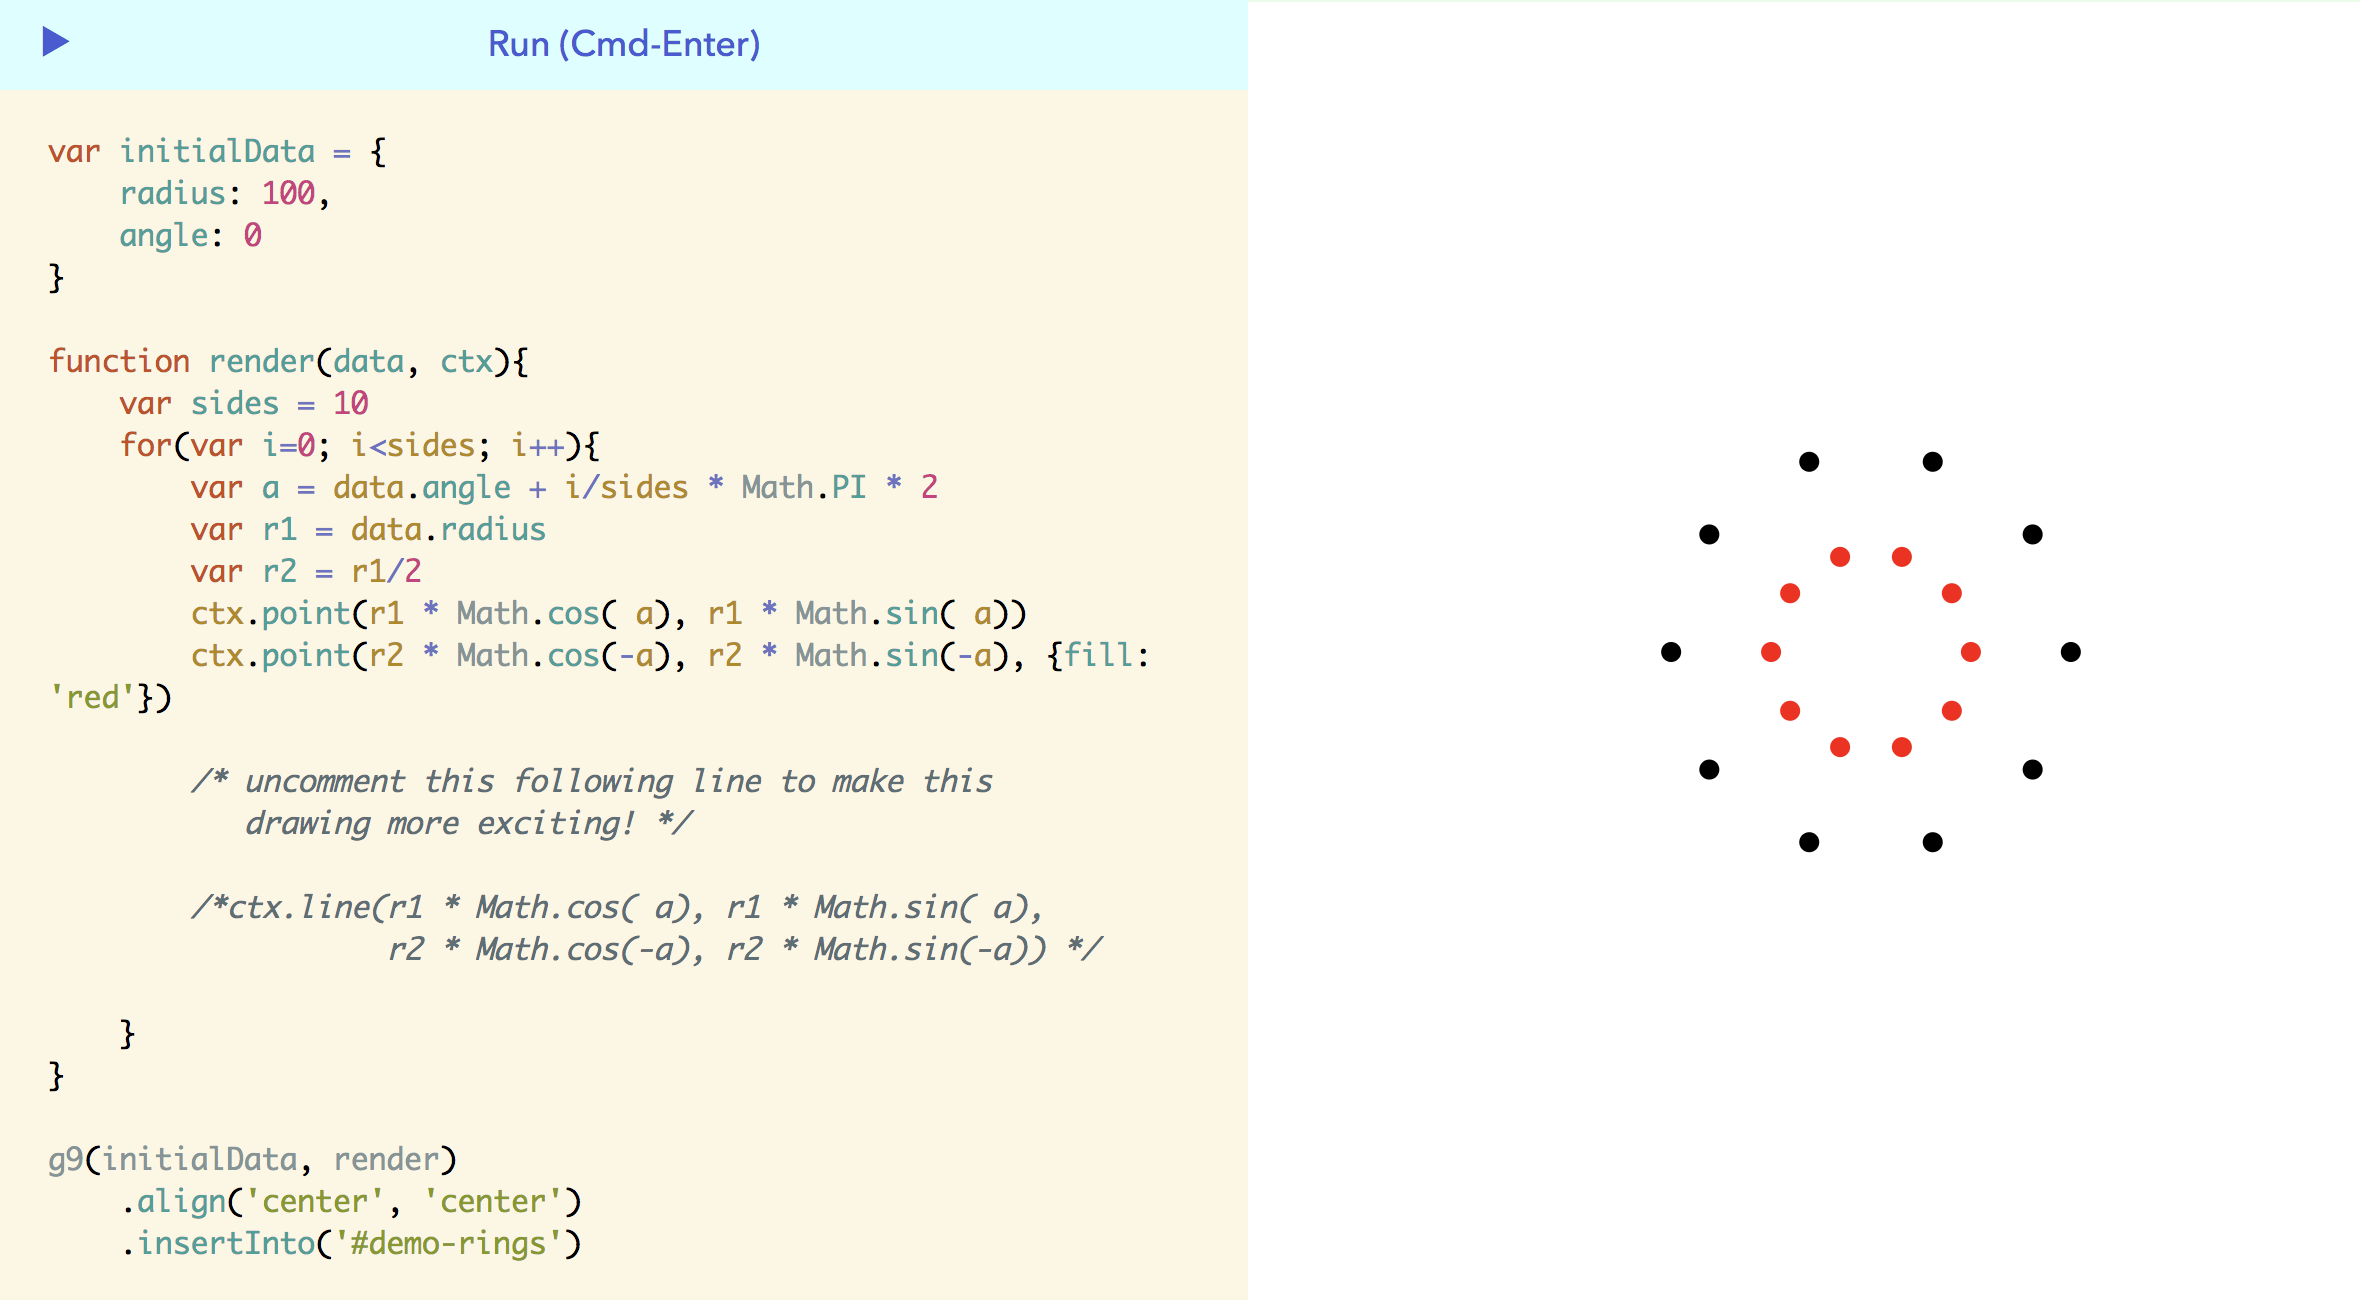 Run (Cmd-Enter)
var initialData = {
    radius: 100,
    angle: 0
}
function render(data, ctx){
    var sides = 10
    for(var i=0; i<sides; i++){
        var a = data.angle + i/sides * Math.PI * 2
        var r1 = data.radius
        var r2 = r1/2
        ctx.point(r1 * Math.cos( a), r1 * Math.sin( a))
        ctx.point(r2 * Math.cos(-a), r2 * Math.sin(-a), {fill:
'red'})
        /* uncomment this following line to make this
           drawing more exciting! */
        /*ctx.line(r1 * Math.cos( a), r1 * Math.sin( a),
                   r2 * Math.cos(-a), r2 * Math.sin(-a)) */
    }
}
g9(initialData, render)
    .align('center', 'center')
    .insertInto('#demo-rings')